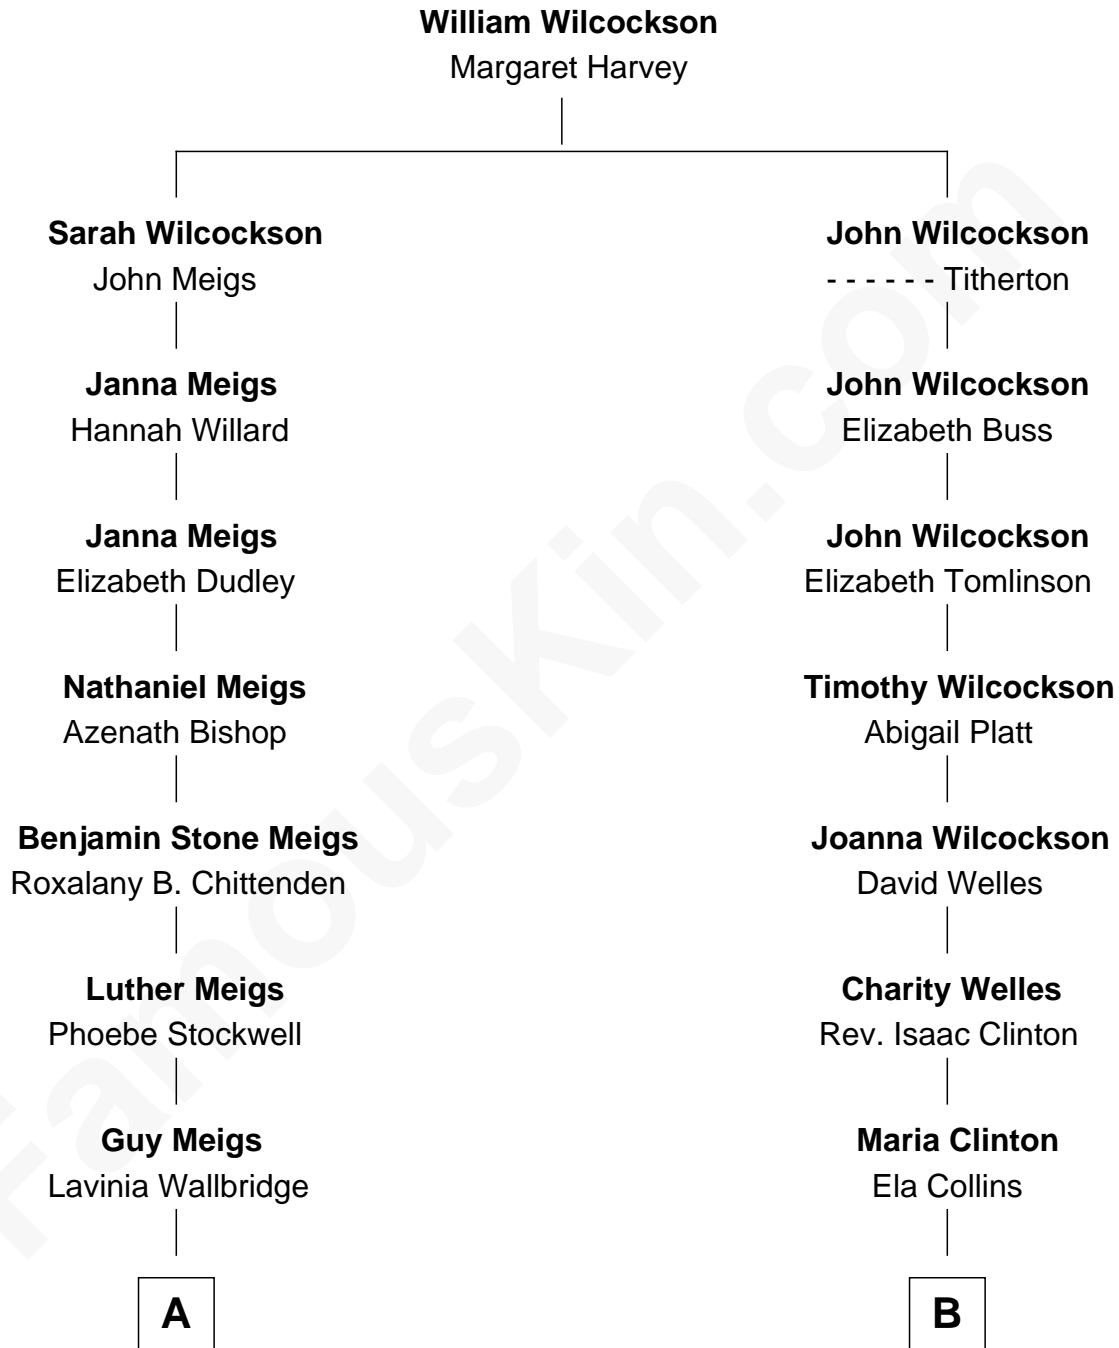 William Wilcockson
Margaret Harvey
Sarah Wilcockson
John Meigs
John Wilcockson
- - - - - - Titherton
Janna Meigs
Hannah Willard
John Wilcockson
Elizabeth Buss
Janna Meigs
Elizabeth Dudley
John Wilcockson
Elizabeth Tomlinson
Nathaniel Meigs
Azenath Bishop
Timothy Wilcockson
Abigail Platt
Benjamin Stone Meigs
Roxalany B. Chittenden
Joanna Wilcockson
David Welles
Luther Meigs
Phoebe Stockwell
Charity Welles
Rev. Isaac Clinton
Guy Meigs
Lavinia Wallbridge
Maria Clinton
Ela Collins
A
B
FamousKin.com